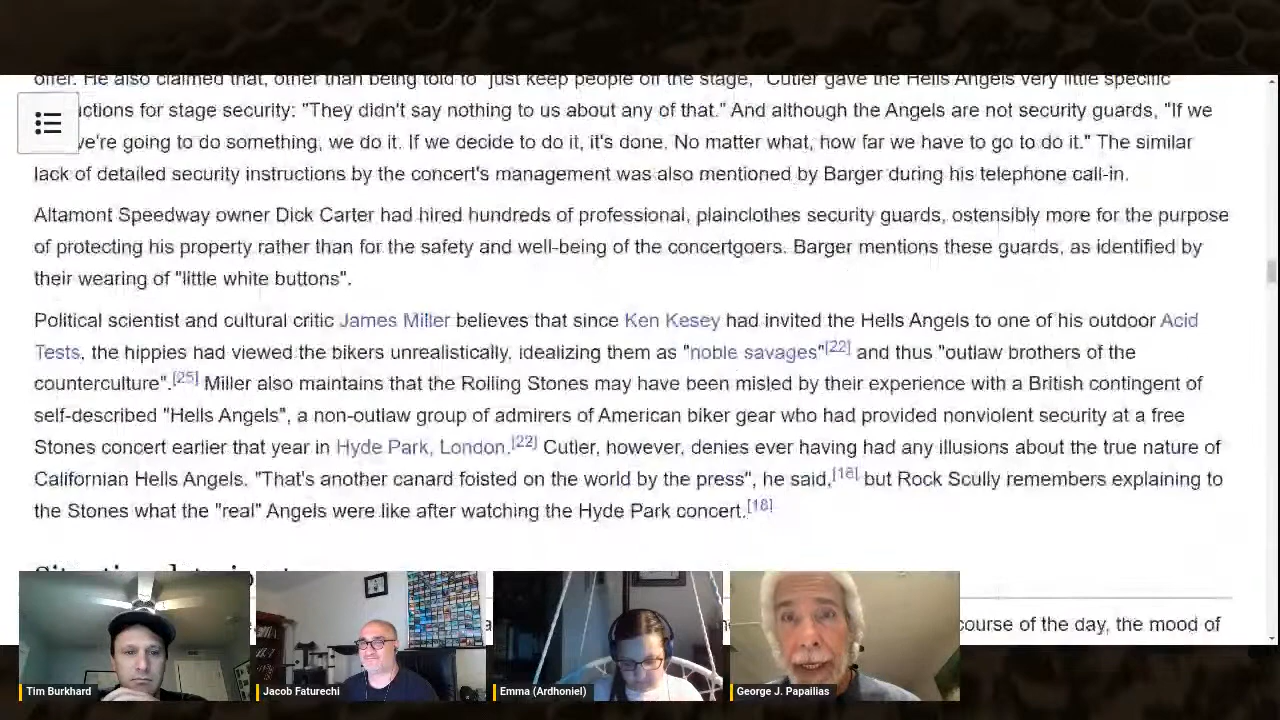 offer. He also claimed that, other than being told to "just keep people off the stage," Cutler gave the Hells Angels very little specific
uctions for stage security: "They didn't say nothing to us about any of that." And although the Angels are not security guards, "If we
ve're going to do something, we do it. If we decide to do it, it's done. No matter what, how far we have to go to do it." The similar
lack of detailed security instructions by the concert's management was also mentioned by Barger during his telephone call-in.
Altamont Speedway owner Dick Carter had hired hundreds of professional, plainclothes security guards, ostensibly more for the purpose
of protecting his property rather than for the safety and well-being of the concertgoers. Barger mentions these guards, as identified by
their wearing of "little white buttons".
Political scientist and cultural critic James Miller believes that since Ken Kesey had invited the Hells Angels to one of his outdoor Acid
Tests, the hippies had viewed the bikers unrealistically, idealizing them as "noble savages"[22] and thus "outlaw brothers of the
counterculture".[25] Miller also maintains that the Rolling Stones may have been misled by their experience with a British contingent of
self-described "Hells Angels", a non-outlaw group of admirers of American biker gear who had provided nonviolent security at a free
Stones concert earlier that year in Hyde Park, London.[22] Cutler, however, denies ever having had any illusions about the true nature of
Californian Hells Angels. "That's another canard foisted on the world by the press", he said,[18] but Rock Scully remembers explaining to
the Stones what the "real" Angels were like after watching the Hyde Park concert.[18]
course of the day, the mood of
Tim Burkhard
Jacob Faturechi
Emma (Ardhoniel)
George J. Papailias